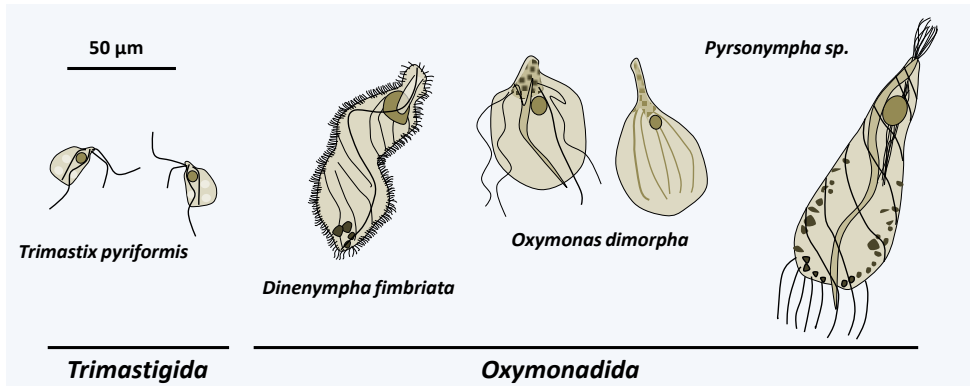 50 μm
Pyrsonympha sp.
Trimastix pyriformis
Oxymonas dimorpha
Dinenympha fimbriata
Trimastigida
Oxymonadida